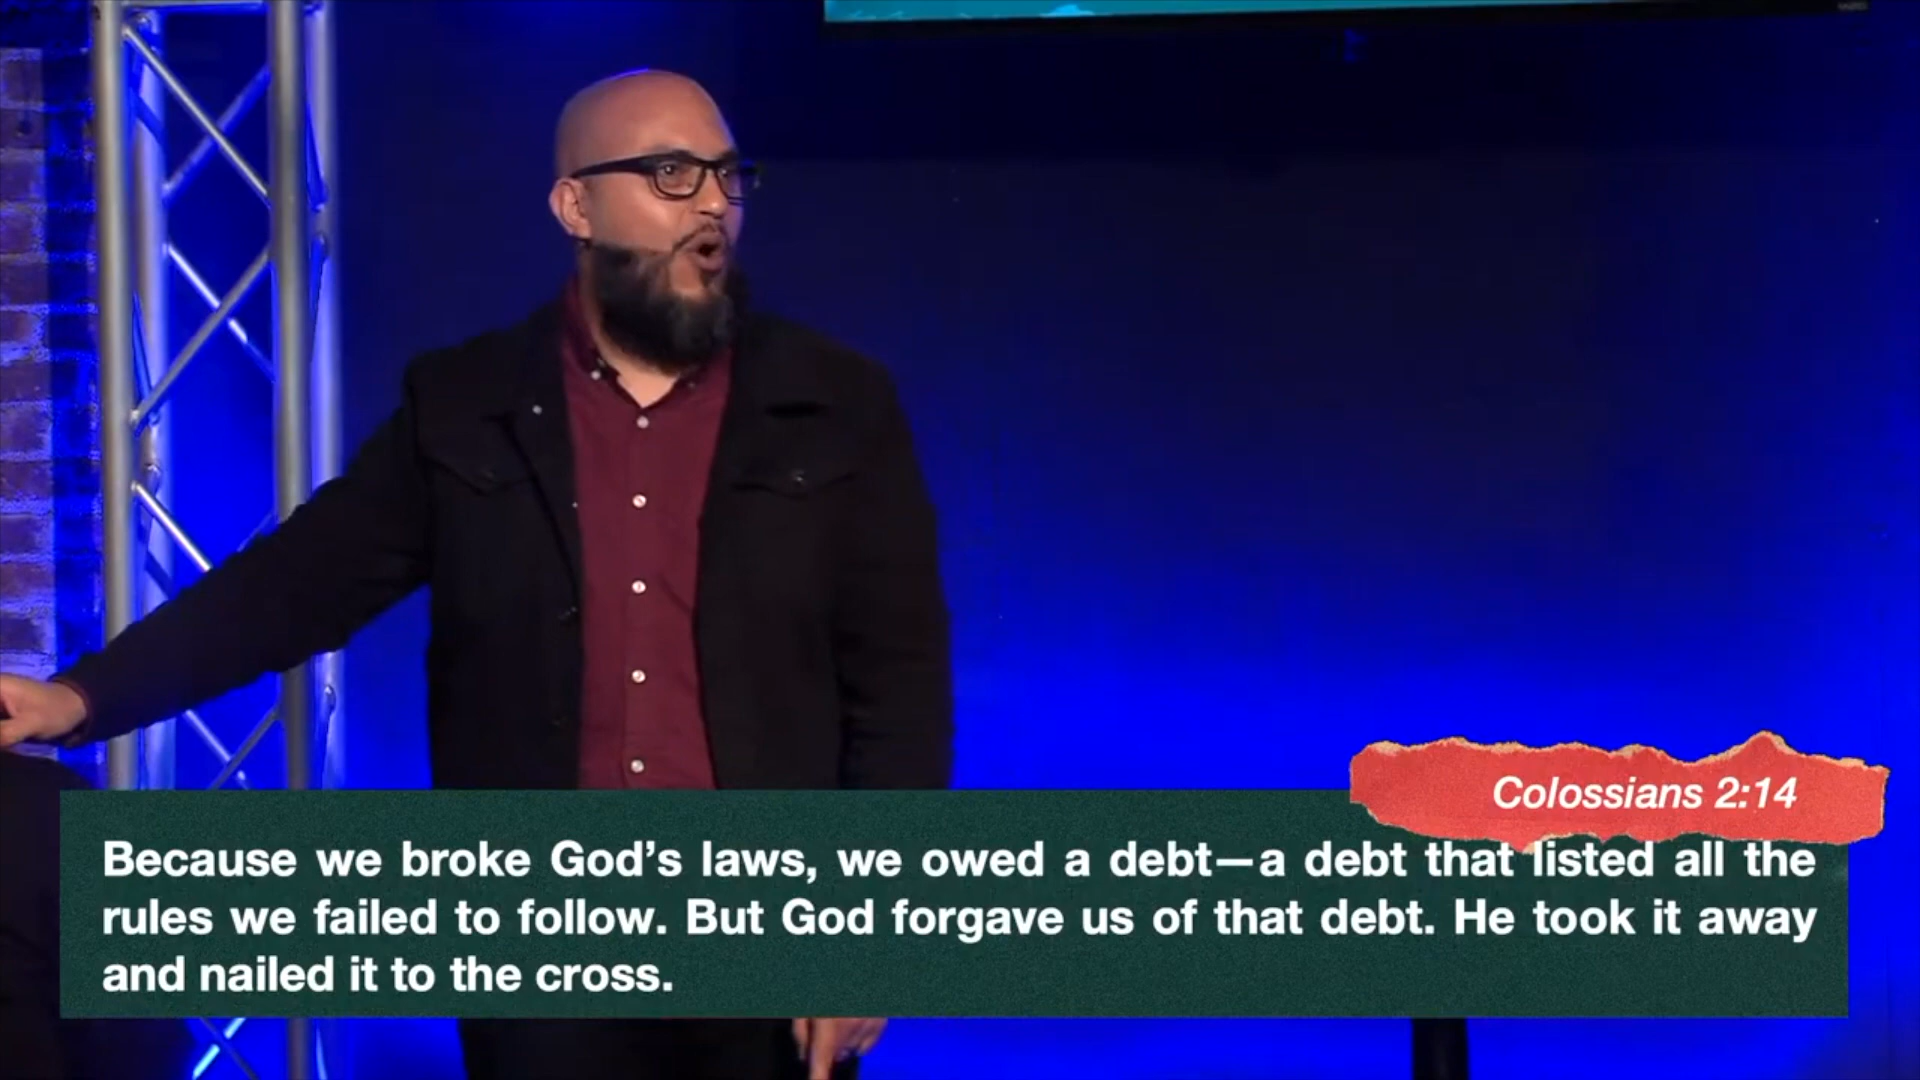 Colossians 2:14
Because we broke God's laws, we owed a debt—a debt that listed all the
rules we failed to follow. But God forgave us of that debt. He took it away
and nailed it to the cross.